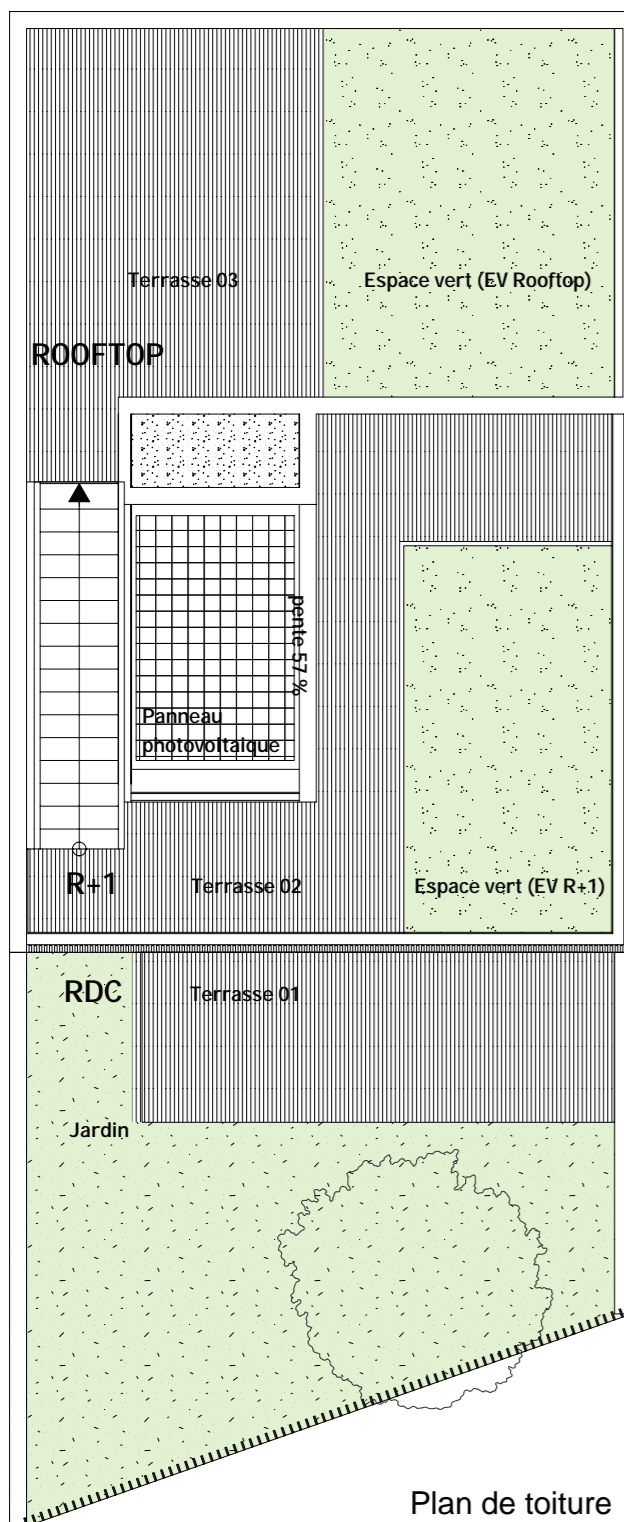 Terrasse 03
Espace vert (EV Rooftop)
ROOFTOP
pente 57 %
Panneau
photovoltaique
R+1
Terrasse 02
Espace vert (EV R+1)
RDC
Terrasse 01
Jardin
Plan de toiture